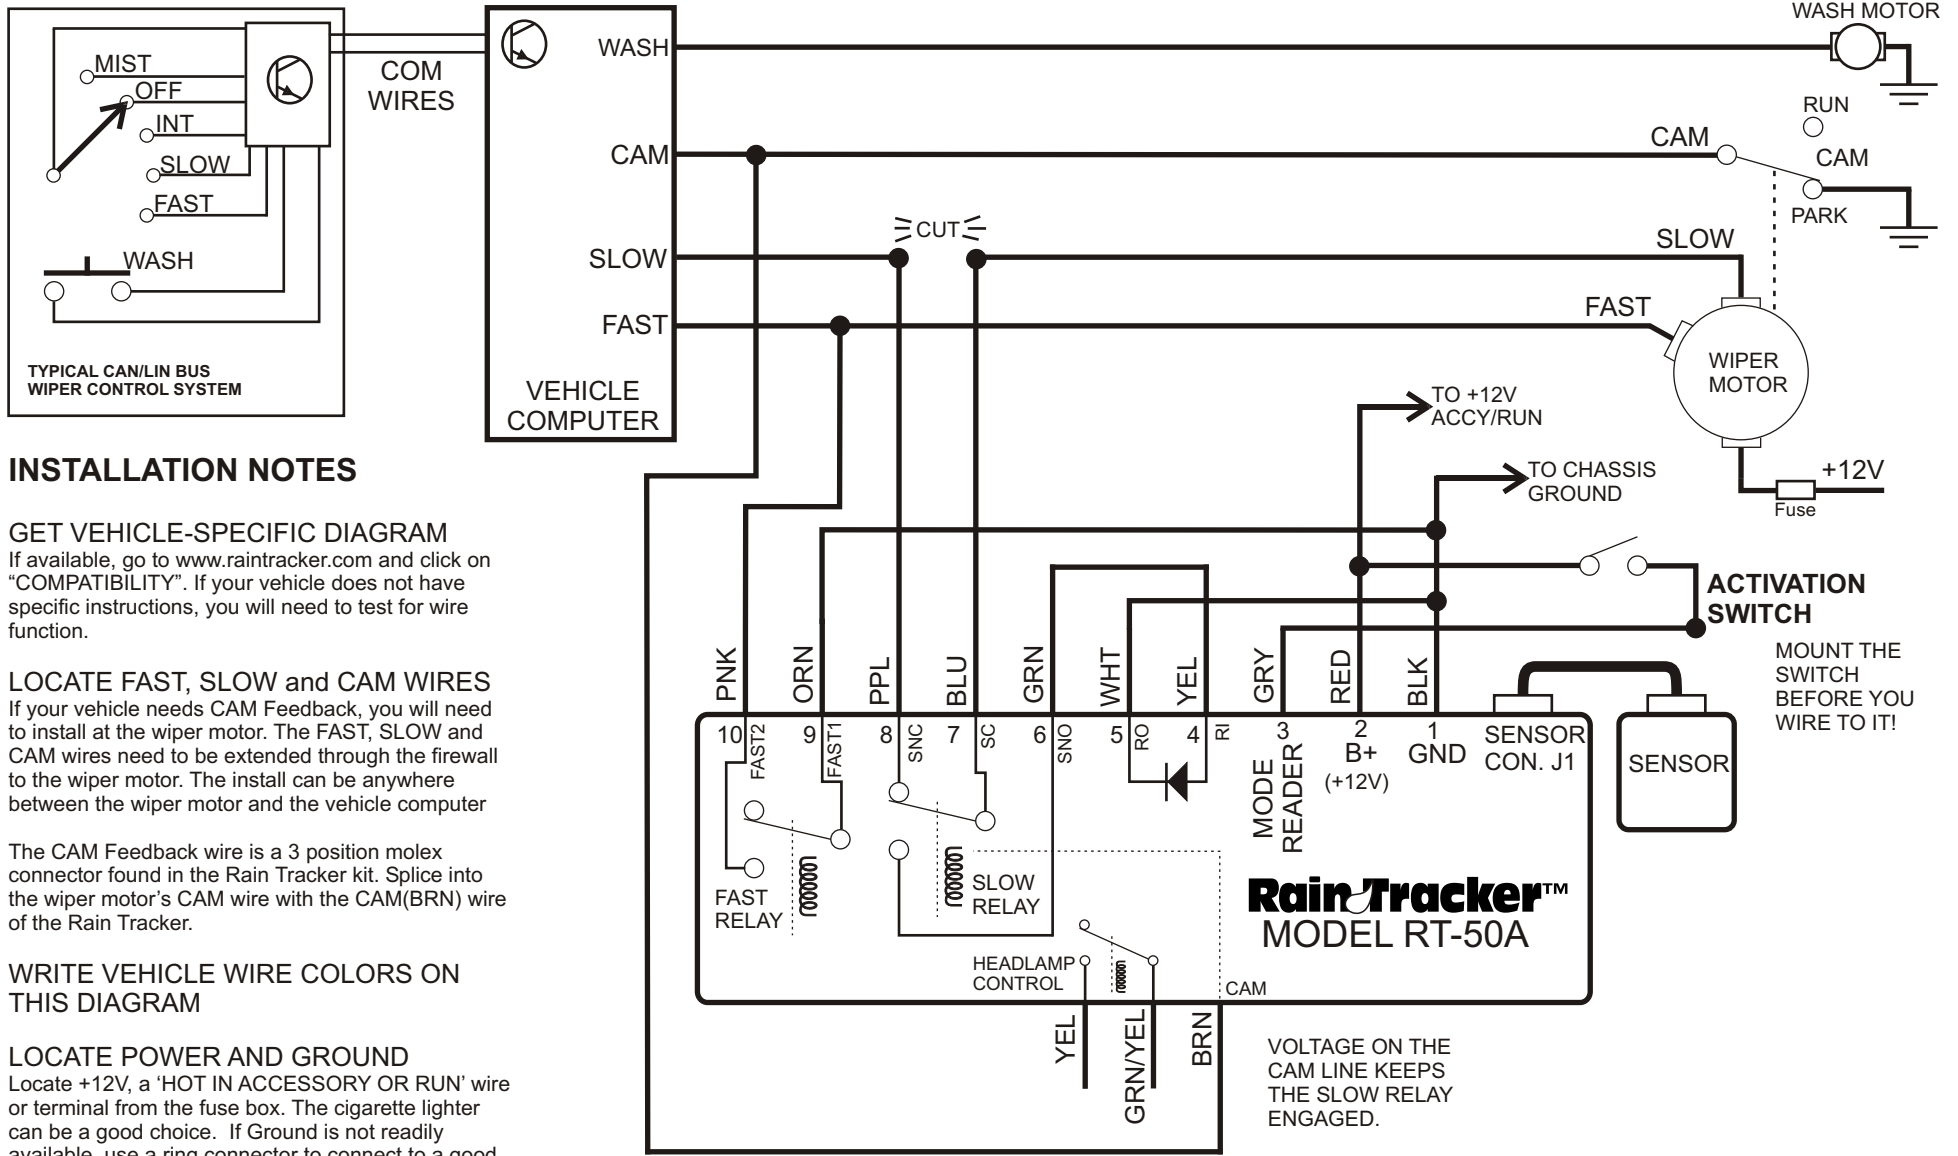 MIST
OFF
INT
SLOW
FAST
WASH
TYPICAL CAN/LIN BUS
WIPER CONTROL SYSTEM
COM
WIRES
WASH
CAM
SLOW
FAST
VEHICLE
COMPUTER
WASH MOTOR
RUN
CAM
CAM
PARK
CUT
SLOW
FAST
WIPER
MOTOR
+12V
Fuse
TO +12V
ACCY/RUN
TO CHASSIS
GROUND
ACTIVATION
SWITCH
MOUNT THE
SWITCH
BEFORE YOU
WIRE TO IT!
INSTALLATION NOTES
GET VEHICLE-SPECIFIC DIAGRAM
If available, go to www.raintracker.com and click on
“COMPATIBILITY”. If your vehicle does not have
specific instructions, you will need to test for wire
function.
LOCATE FAST, SLOW and CAM WIRES
If your vehicle needs CAM Feedback, you will need
to install at the wiper motor. The FAST, SLOW and
CAM wires need to be extended through the firewall
to the wiper motor. The install can be anywhere
between the wiper motor and the vehicle computer
The CAM Feedback wire is a 3 position molex
connector found in the Rain Tracker kit. Splice into
the wiper motor’s CAM wire with the CAM(BRN) wire
of the Rain Tracker.
WRITE VEHICLE WIRE COLORS ON
THIS DIAGRAM
LOCATE POWER AND GROUND
Locate +12V, a ‘HOT IN ACCESSORY OR RUN’ wire
or terminal from the fuse box. The cigarette lighter
can be a good choice. If Ground is not readily
available, use a ring connector to connect to a good
PNK
ORN
PPL
BLU
GRN
WHT
YEL
GRY
RED
BLK
10
FAST2
9
FAST1
8
SNC
7
SC
6
SNO
5
RO
4
RI
3
MODE
READER
2
B+
(+12V)
1
GND
SENSOR
CON. J1
SENSOR
FAST
RELAY
SLOW
RELAY
HEADLAMP
CONTROL
CAM
RainTracker™
MODEL RT-50A
YEL
GRN/YEL
BRN
VOLTAGE ON THE
CAM LINE KEEPS
THE SLOW RELAY
ENGAGED.